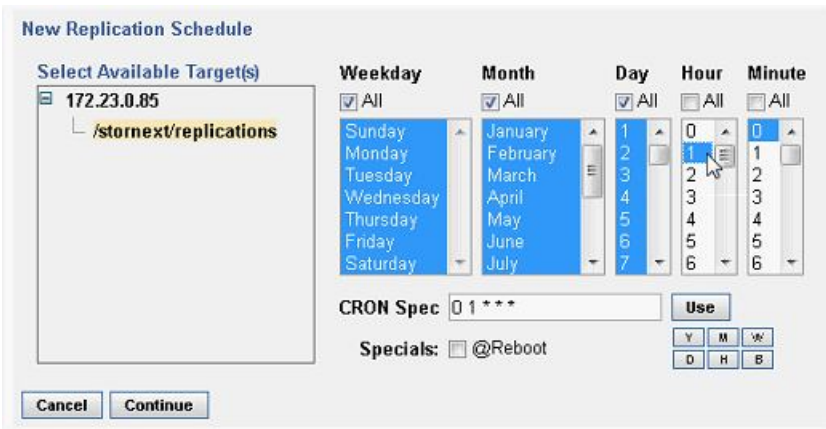 New Replication Schedule
Select Available Target(s)
172.23.0.85
/stornext/replications
Weekday Month Day Hour Minute
All All All All All
Sunday January 1 0 0
Monday February 2 1 1
Tuesday March 3 2 2
Wednesday April 4 3 3
Thursday May 5 4 4
Friday June 6 5 5
Saturday July 7 6 6
CRON Spec 0 1 * * * Use
Specials: @Reboot
Y M W
D H B
Cancel Continue